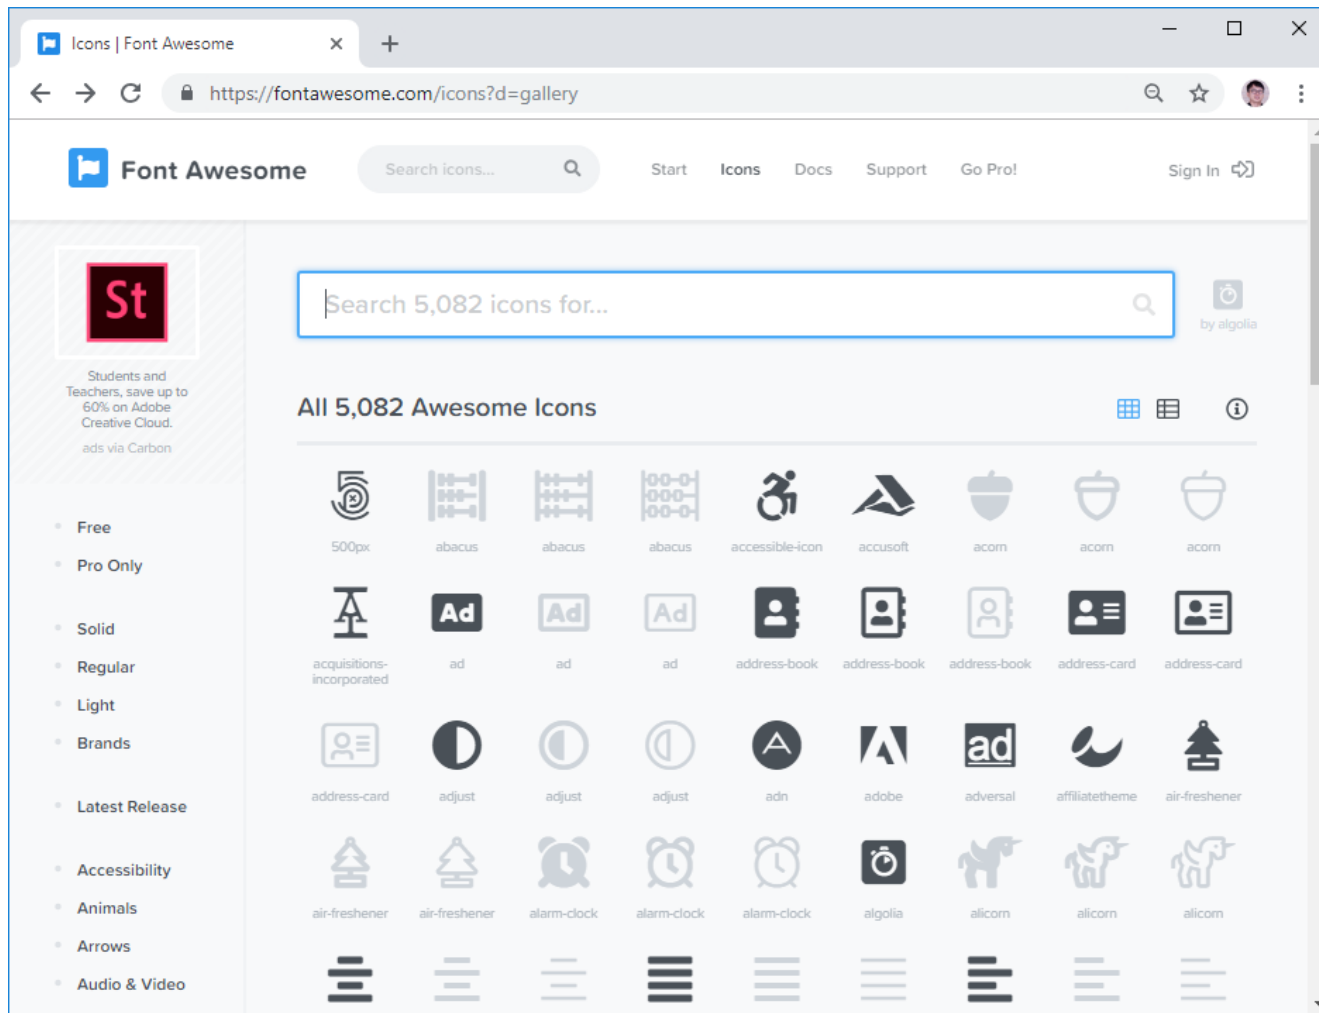 Icons | Font Awesome
https://fontawesome.com/icons?d=gallery
Font Awesome
Search icons...
Start Icons Docs Support Go Pro!
Sign In
St
Students and
Teachers, save up to
60% on Adobe
Creative Cloud.
ads via Carbon
Search 5,082 icons for...
by algolia
All 5,082 Awesome Icons
Free
Pro Only
Solid
Regular
Light
Brands
Latest Release
Accessibility
Animals
Arrows
Audio & Video
500px abacus abacus abacus accessible-icon accusoft acorn acorn acorn
Ad Ad Ad
acquisitions-
incorporated
ad ad ad address-book address-book address-book address-card address-card
ad
address-card adjust adjust adjust adn adobe adversal affiliatetheme air-freshener
air-freshener air-freshener alarm-clock alarm-clock alarm-clock algolia alicorn alicorn alicorn